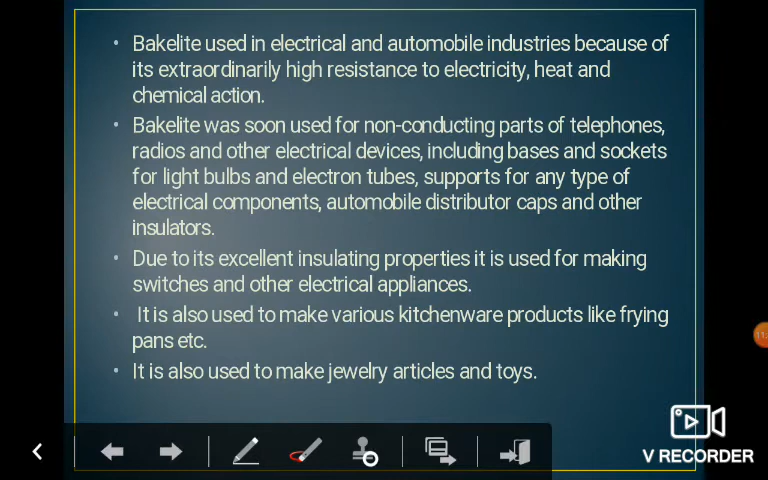 • Bakelite used in electrical and automobile industries because of
its extraordinarily high resistance to electricity, heat and
chemical action.
• Bakelite was soon used for non-conducting parts of telephones,
radios and other electrical devices, including bases and sockets
for light bulbs and electron tubes, supports for any type of
electrical components, automobile distributor caps and other
insulators.
• Due to its excellent insulating properties it is used for making
switches and other electrical appliances.
• It is also used to make various kitchenware products like frying
pans etc.
• It is also used to make jewelry articles and toys.
V RECORDER